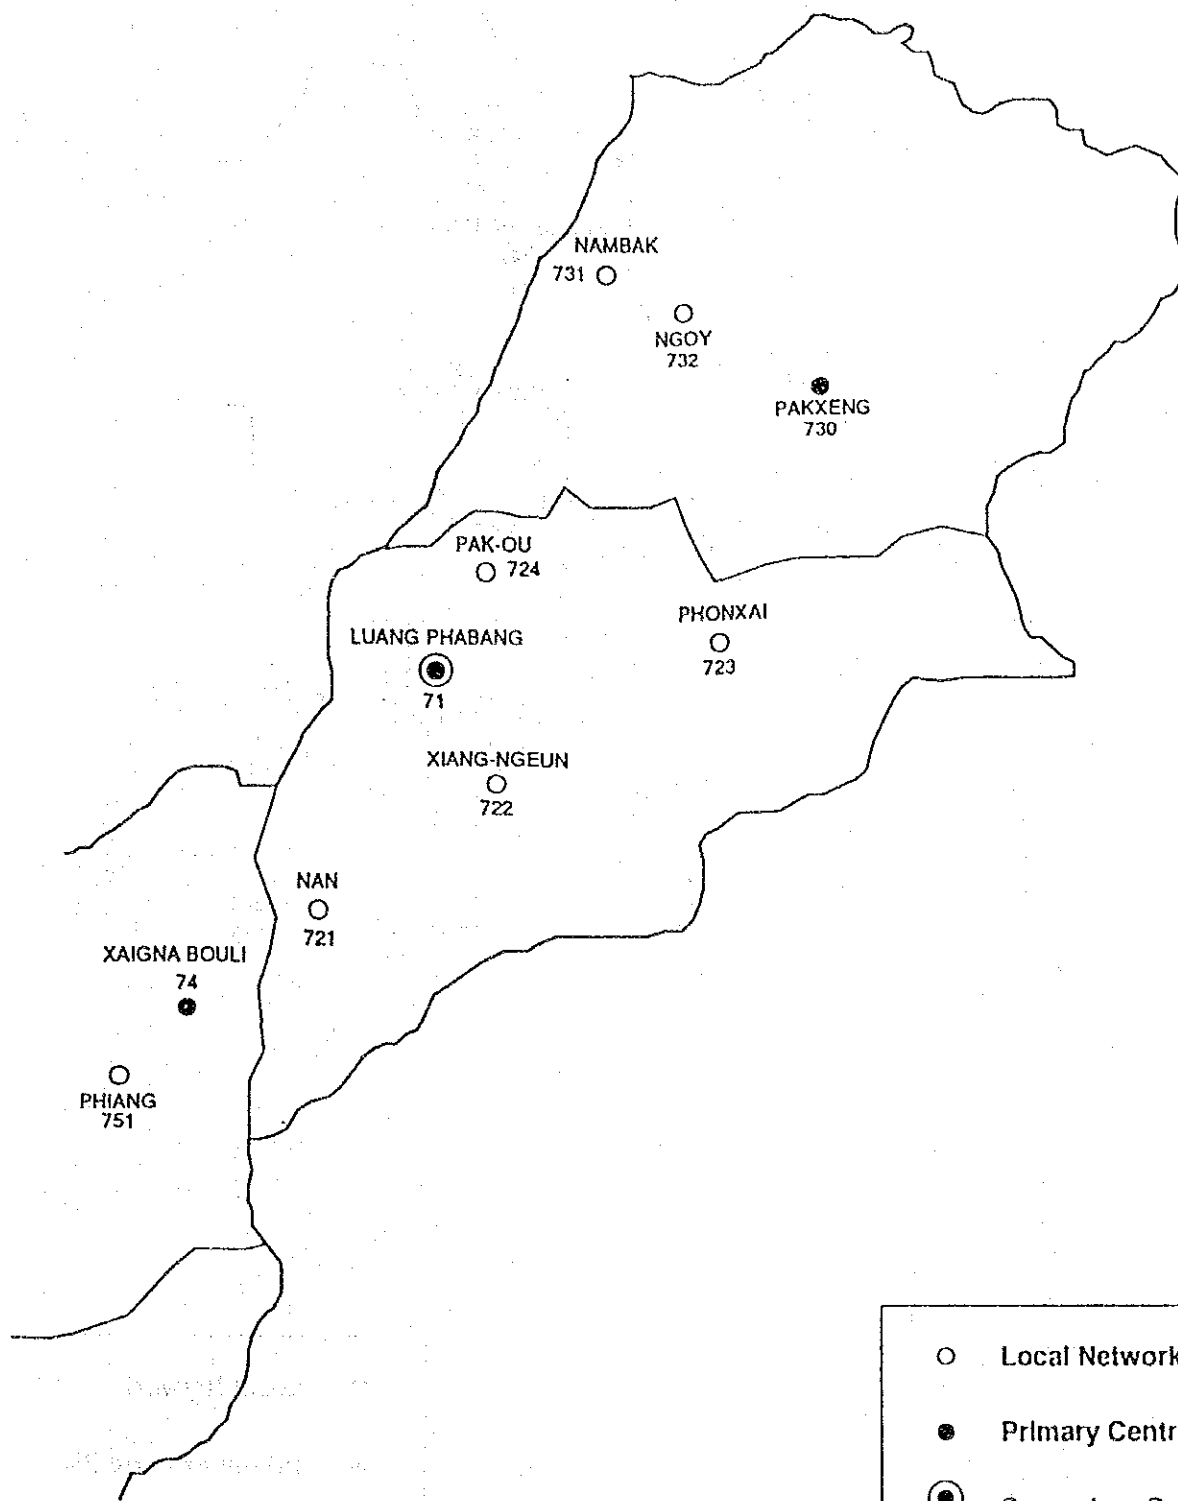 NAMBAK
731
NGOY
732
PAKXENG
730
PAK-OU
724
LUANG PHABANG
71
PHONXAI
723
XIANG-NGEUN
722
NAN
721
XAIGNA BOULI
74
PHIANG
751
Local Network
Primary Centr